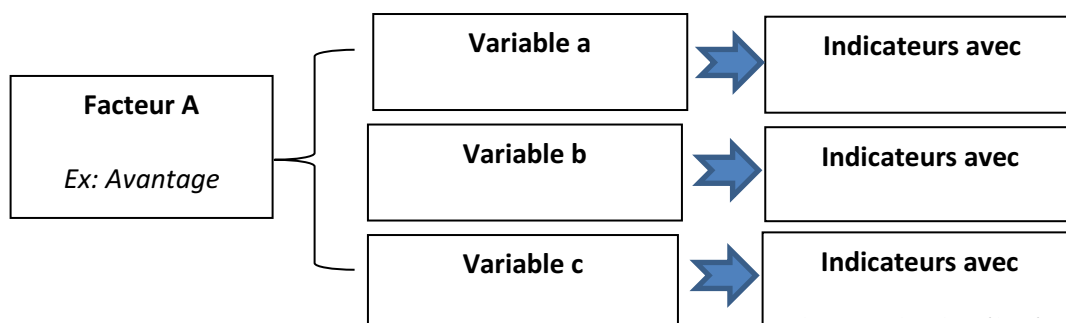 Facteur A
Ex: Avantage
Variable a
Indicateurs avec
Variable b
Indicateurs avec
Variable c
Indicateurs avec